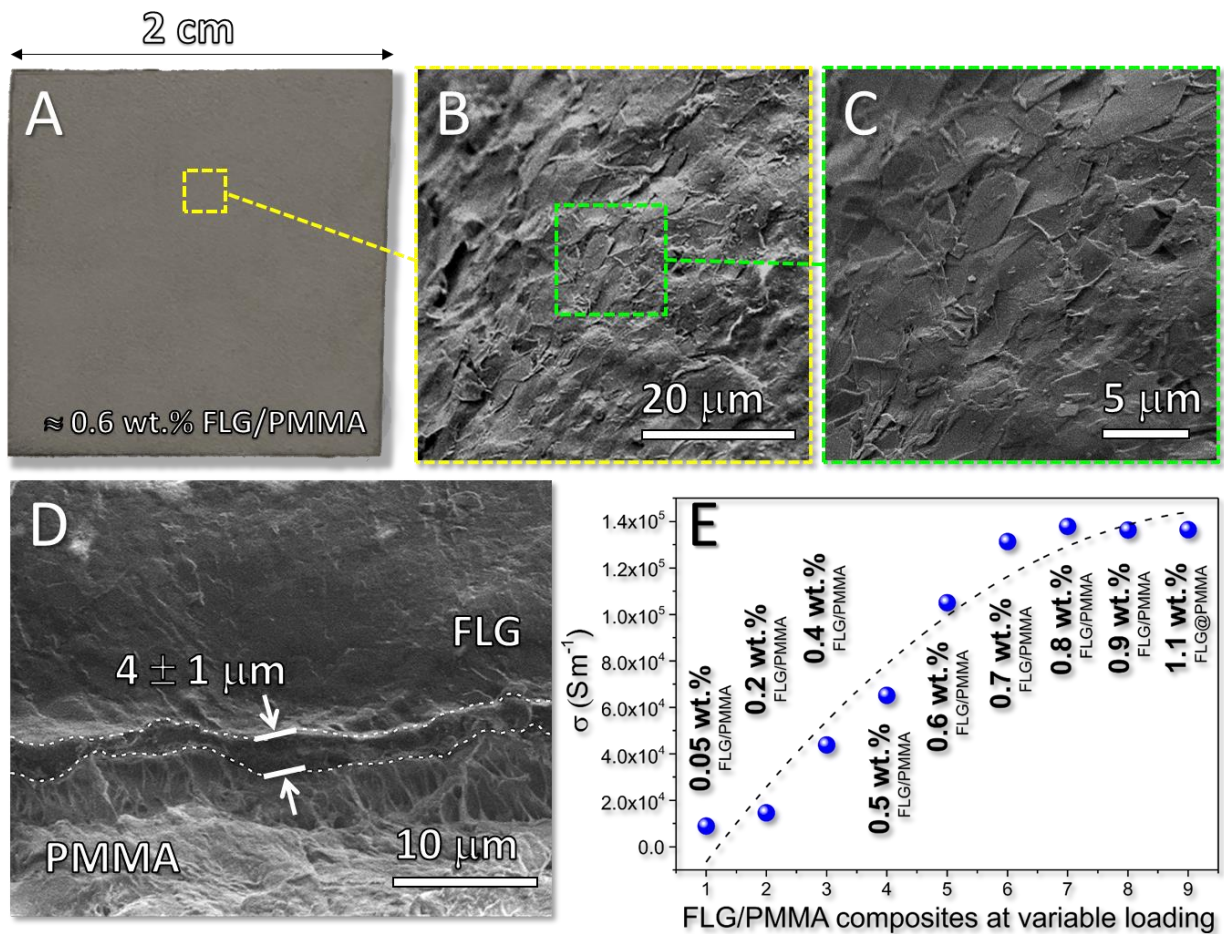 2 cm
A
≈ 0.6 wt.% FLG/PMMA
B
20 μm
C
5 μm
D
FLG
4 ± 1 μm
PMMA
10 μm
E
σ (Sm⁻¹)
1.4x10⁵
1.2x10⁵
1.0x10⁵
8.0x10⁴
6.0x10⁴
4.0x10⁴
2.0x10⁴
0.0
0.05 wt.%
FLG/PMMA
0.2 wt.%
FLG/PMMA
0.4 wt.%
FLG/PMMA
0.5 wt.%
FLG/PMMA
0.6 wt.%
FLG/PMMA
0.7 wt.%
FLG/PMMA
0.8 wt.%
FLG/PMMA
0.9 wt.%
FLG/PMMA
1.1 wt.%
FLG@PMMA
1 2 3 4 5 6 7 8 9
FLG/PMMA composites at variable loading